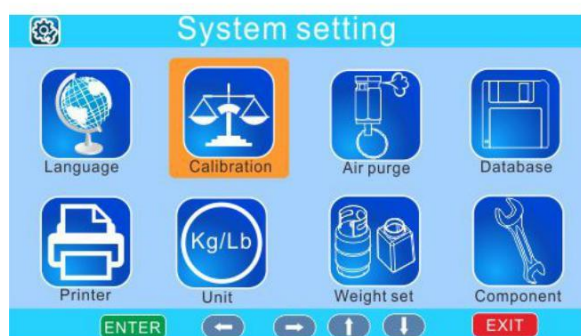 System setting
Language Calibration Air purge Database
Kg/Lb
Printer Unit Weight set Component
ENTER EXIT